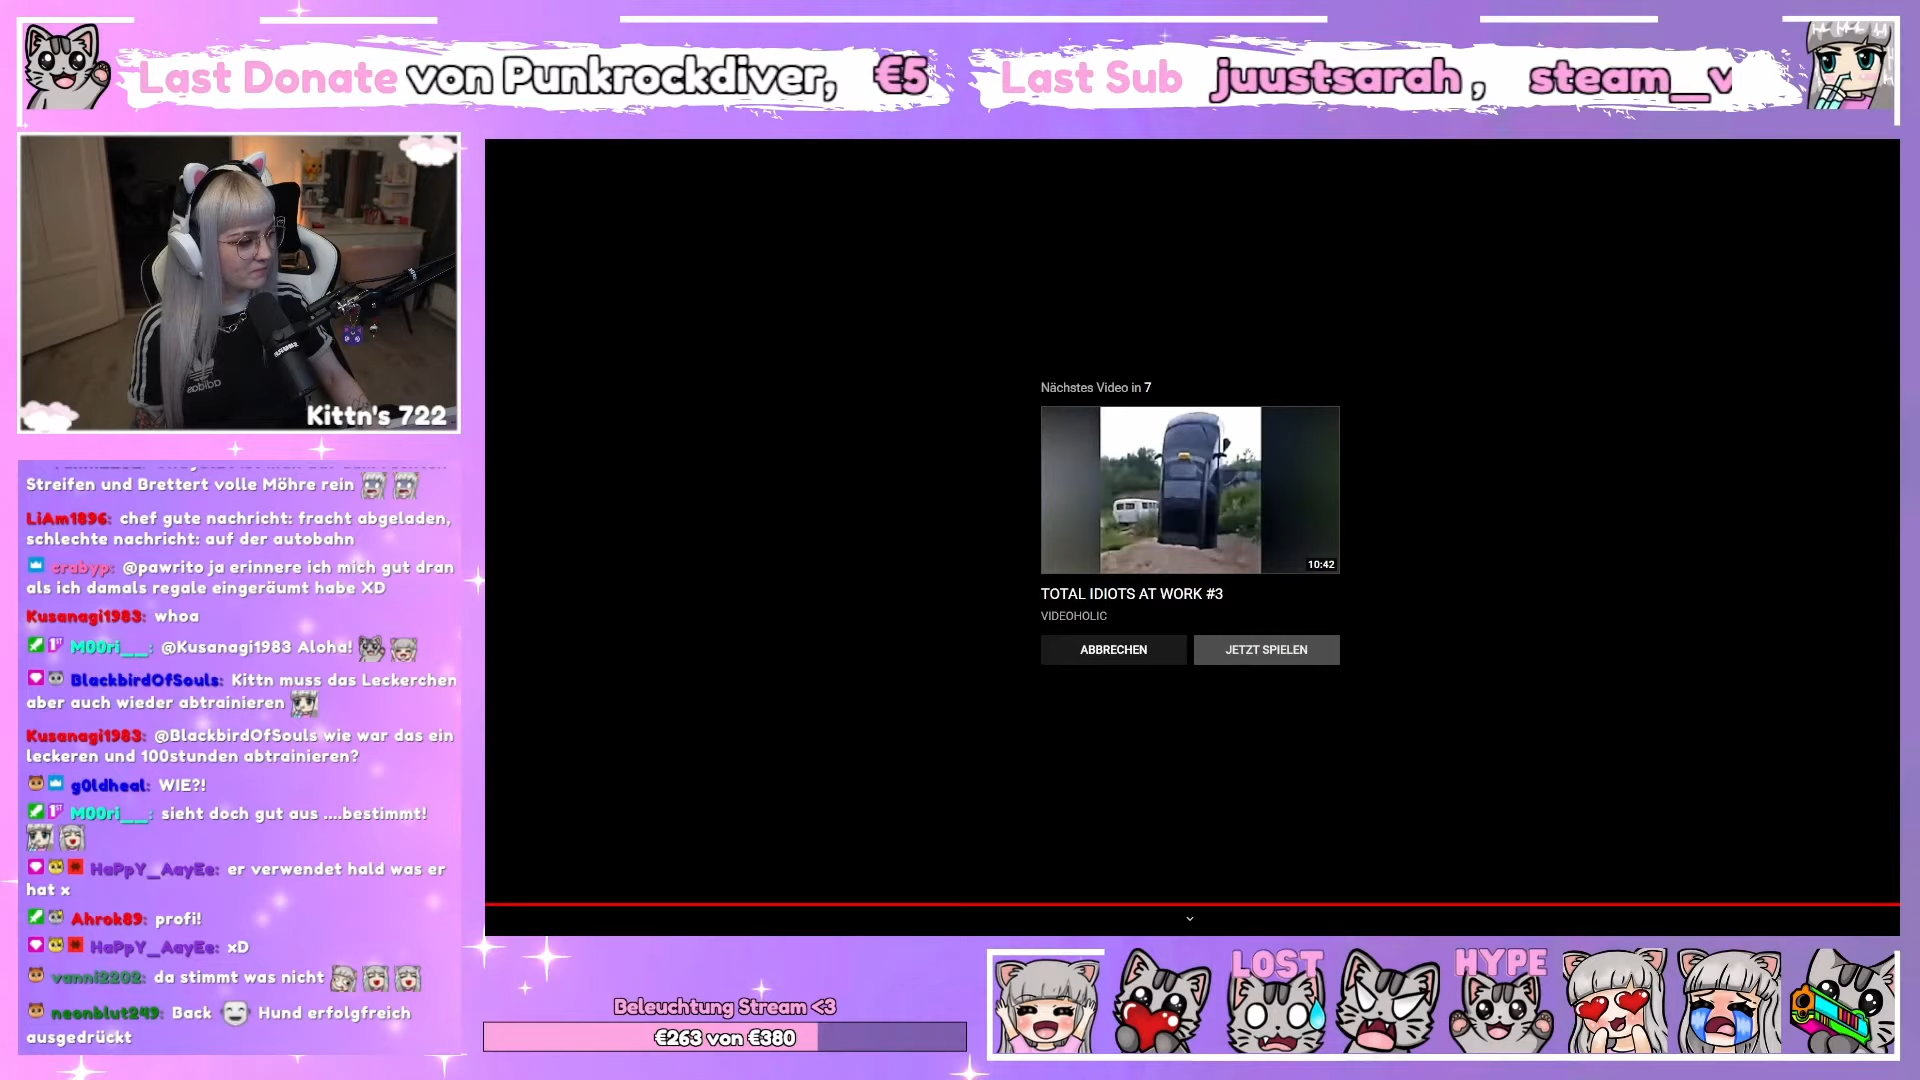 Last Donate von Punkrockdiver, €5
Last Sub juustsarah , steam_v
Kittn's 722
Streifen und Brettert volle Möhre rein
LiAm1896: chef gute nachricht: fracht abgeladen,
schlechte nachricht: auf der autobahn
crabyp: @pawrito ja erinnere ich mich gut dran
als ich damals regale eingeräumt habe XD
Kusanagi1983: whoa
M00ri__: @Kusanagi1983 Aloha!
BlackbirdOfSouls: Kittn muss das Leckerchen
aber auch wieder abtrainieren
Kusanagi1983: @BlackbirdOfSouls wie war das ein
leckeren und 100stunden abtrainieren?
g0ldheal: WIE?!
M00ri__: sieht doch gut aus ....bestimmt!
HaPpY_AayEe: er verwendet hald was er
hat x
Ahrok89: profi!
HaPpY_AayEe: xD
vanni2202: da stimmt was nicht
neonblut249: Back Hund erfolgfreich
ausgedrückt
Nächstes Video in 7
10:42
TOTAL IDIOTS AT WORK #3
VIDEOHOLIC
ABBRECHEN
JETZT SPIELEN
Beleuchtung Stream <3
€263 von €380
LOST
HYPE